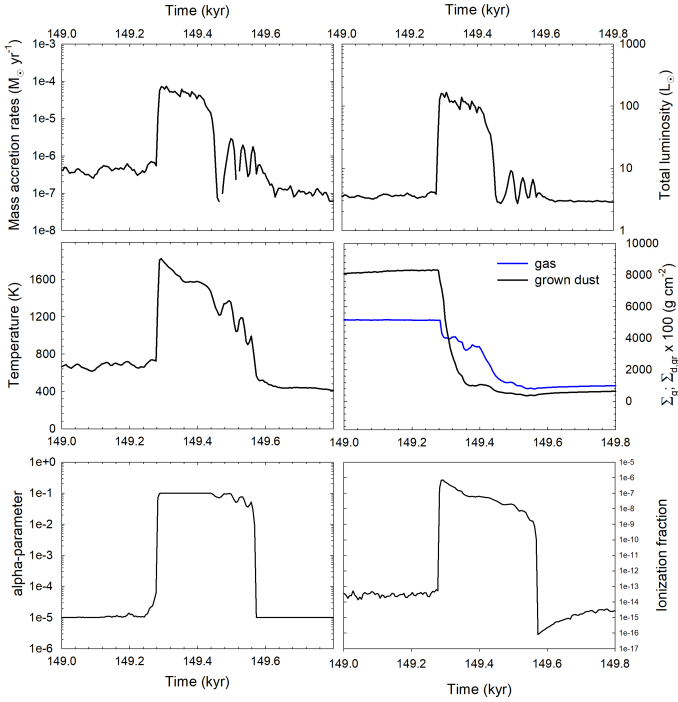 Time (kyr) Time (kyr)
149.0 149.2 149.4 149.6 149.8 149.0 149.2 149.4 149.6 149.8
Mass accretion rates (M☉ yr⁻¹)
1e-3
1e-4
1e-5
1e-6
1e-7
1e-8
1000
100
10
1
Total luminosity (L☉)
Temperature (K)
1600
1200
800
400
0
149.0 149.2 149.4 149.6
gas
grown dust
10000
8000
6000
4000
2000
0
Σg; Σd,gr x 100 (g cm⁻²)
149.0 149.2 149.4 149.6 149.8
alpha-parameter
1e+0
1e-1
1e-2
1e-3
1e-4
1e-5
1e-6
149.0 149.2 149.4 149.6
Time (kyr)
1e-5
1e-6
1e-7
1e-8
1e-9
1e-10
1e-11
1e-12
1e-13
1e-14
1e-15
1e-16
1e-17
Ionization fraction
149.0 149.2 149.4 149.6 149.8
Time (kyr)